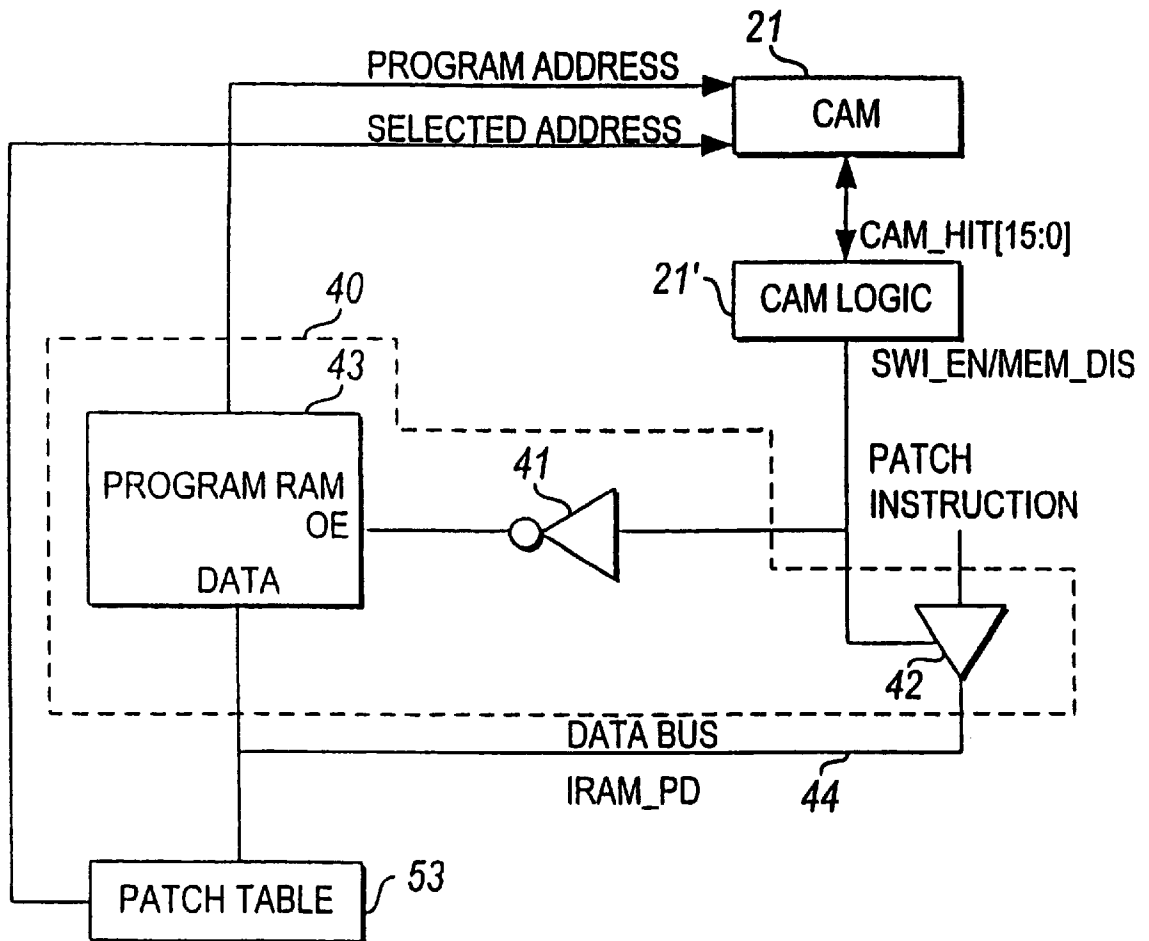 21
PROGRAM ADDRESS
CAM
SELECTED ADDRESS
CAM_HIT[15:0]
21'
CAM LOGIC
40
SWI_EN/MEM_DIS
43
PATCH
INSTRUCTION
41
PROGRAM RAM
OE
DATA
42
DATA BUS
IRAM_PD
44
PATCH TABLE
53